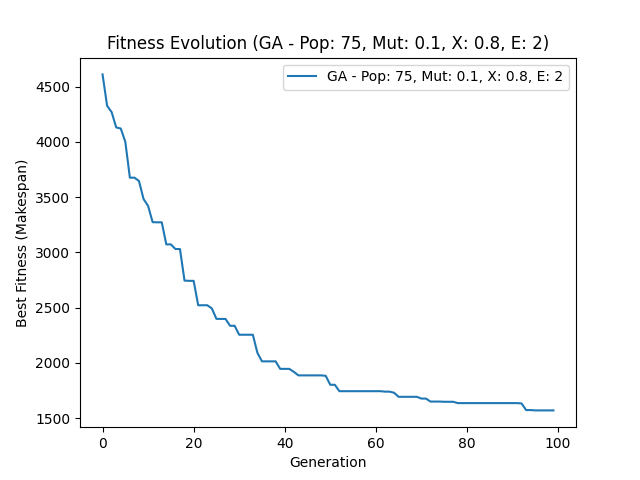 Fitness Evolution (GA - Pop: 75, Mut: 0.1, X: 0.8, E: 2)
GA - Pop: 75, Mut: 0.1, X: 0.8, E: 2
Best Fitness (Makespan)
4500
4000
3500
3000
2500
2000
1500
0 20 40 60 80 100
Generation